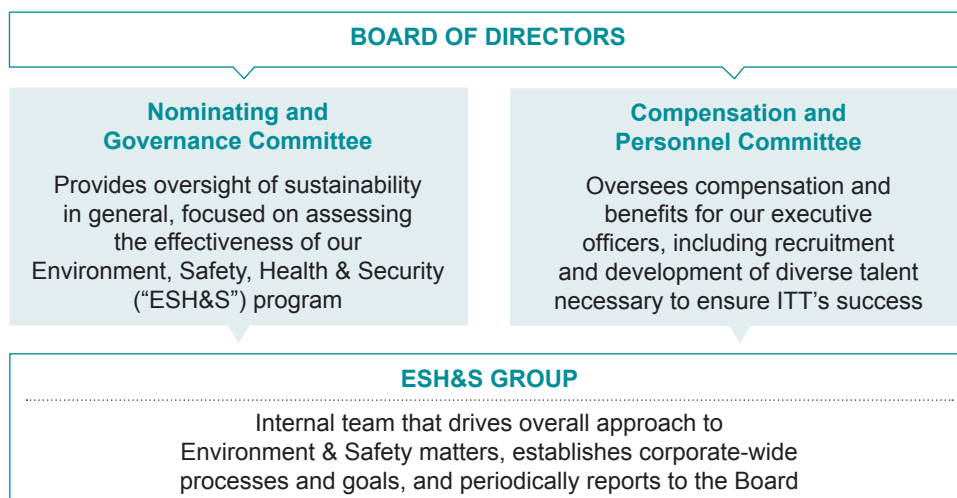 BOARD OF DIRECTORS
Nominating and
Governance Committee
Provides oversight of sustainability
in general, focused on assessing
the effectiveness of our
Environment, Safety, Health & Security
(“ESH&S”) program
Compensation and
Personnel Committee
Oversees compensation and
benefits for our executive
officers, including recruitment
and development of diverse talent
necessary to ensure ITT’s success
ESH&S GROUP
Internal team that drives overall approach to
Environment & Safety matters, establishes corporate-wide
processes and goals, and periodically reports to the Board